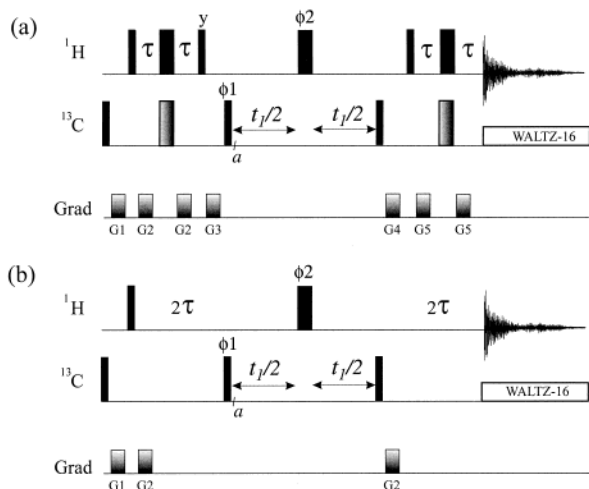 (a)
y
ϕ2
¹H τ τ τ τ
ϕ1
¹³C t₁/2 t₁/2
WALTZ-16
a
Grad
G1 G2 G2 G3 G4 G5 G5
(b)
ϕ2
¹H 2τ 2τ
ϕ1
¹³C t₁/2 t₁/2
WALTZ-16
a
Grad
G1 G2 G2